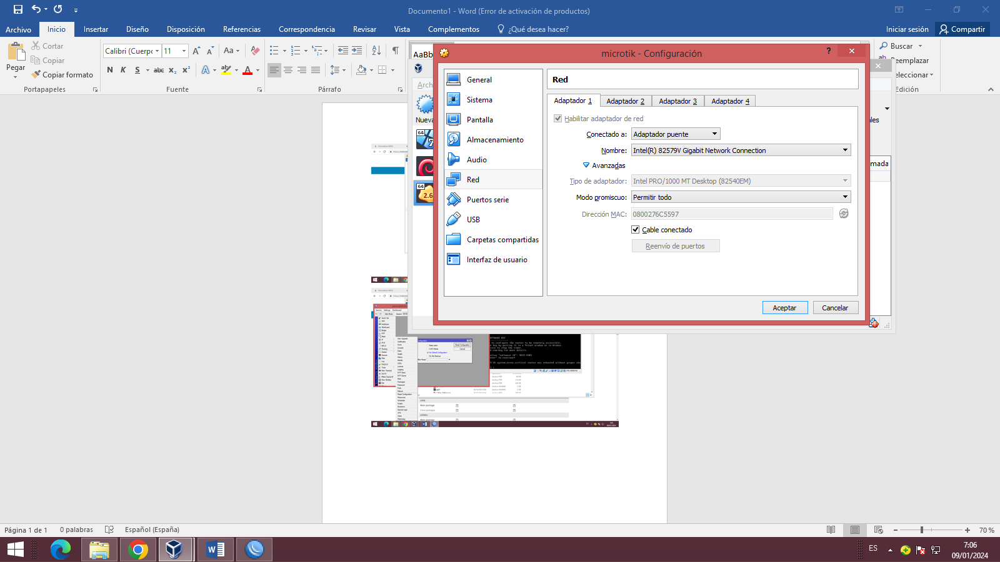 Documento1 - Word (Error de activación de productos)
Archivo Inicio Insertar Diseño Disposición Referencias Correspondencia Revisar Vista Complementos ¿Qué desea hacer? Iniciar sesión Compartir
Pegar
Cortar
Copiar
Copiar formato
Portapapeles
Calibri (Cuerpo 11
Aa
N K S abc x₂ x²
Fuente
Párrafo
AaBb
Buscar
Reemplazar
eleccionar
Edición
Archi
Nueva
64
64
2.6
les
mada
microtik - Configuración
General
Sistema
Pantalla
Almacenamiento
Audio
Red
Puertos serie
USB
Carpetas compartidas
Interfaz de usuario
Red
Adaptador 1 Adaptador 2 Adaptador 3 Adaptador 4
Habilitar adaptador de red
Conectado a: Adaptador puente
Nombre: Intel(R) 82579V Gigabit Network Connection
Avanzadas
Tipo de adaptador: Intel PRO/1000 MT Desktop (82540EM)
Modo promiscuo: Permitir todo
Dirección MAC: 0800276C5597
Cable conectado
Reenvío de puertos
Aceptar Cancelar
Página 1 de 1 0 palabras Español (España) 70 %
ES
7:06
09/01/2024